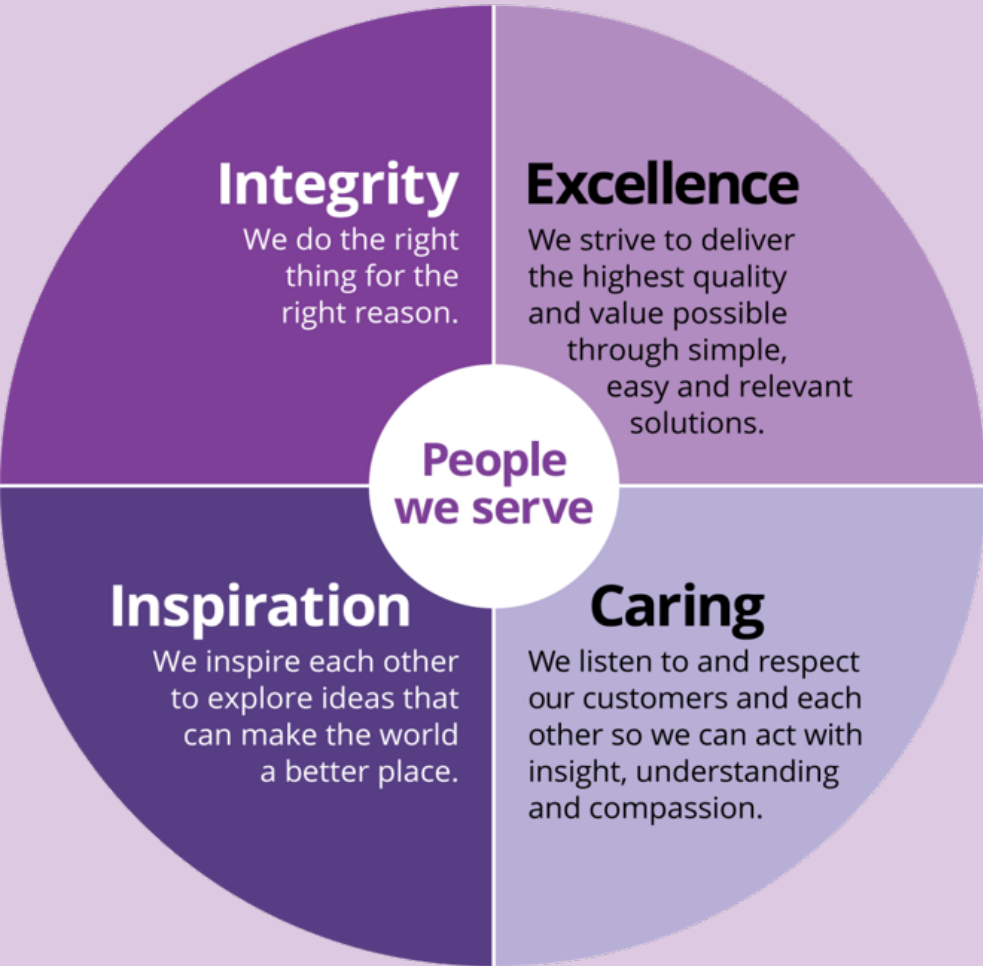 Integrity
We do the right
thing for the
right reason.
Excellence
We strive to deliver
the highest quality
and value possible
through simple,
easy and relevant
solutions.
People
we serve
Inspiration
We inspire each other
to explore ideas that
can make the world
a better place.
Caring
We listen to and respect
our customers and each
other so we can act with
insight, understanding
and compassion.